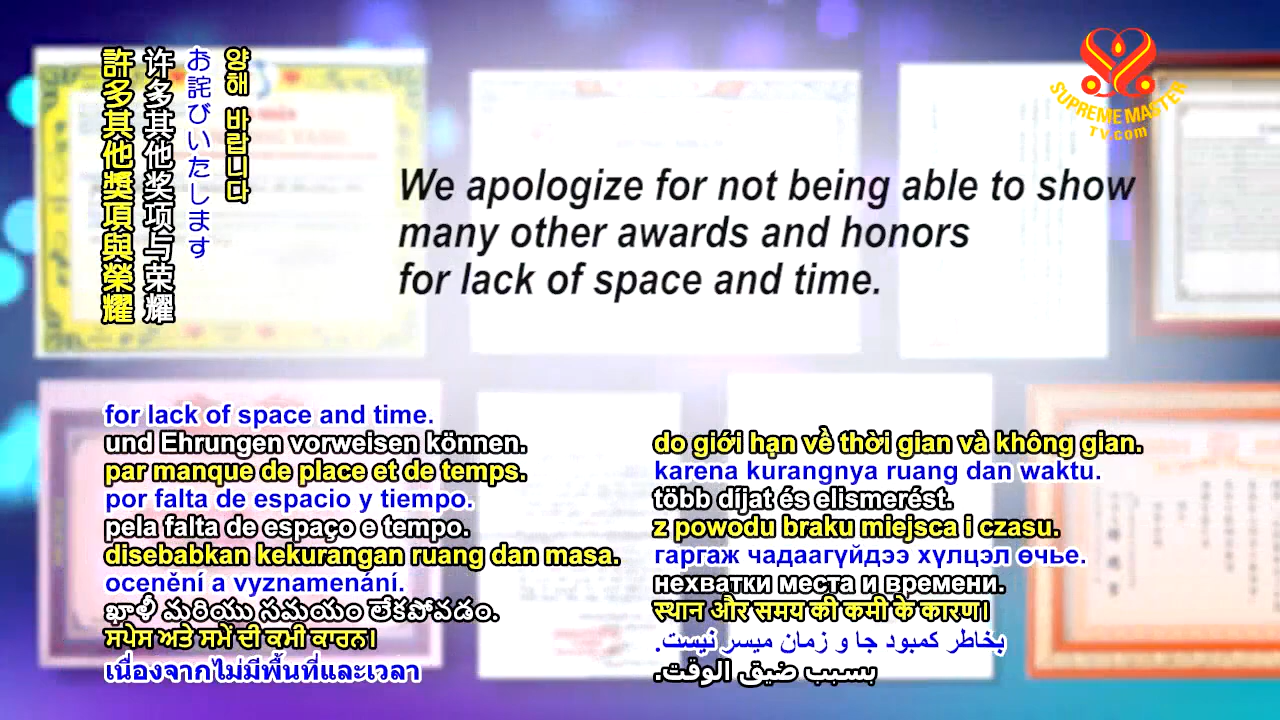 許多其他獎項與榮耀
许多其他奖项与荣耀
お詫びいたします
양해 바랍니다
SUPREME MASTER
TV.com
We apologize for not being able to show
many other awards and honors
for lack of space and time.
for lack of space and time.
und Ehrungen vorweisen können.
par manque de place et de temps.
por falta de espacio y tiempo.
pela falta de espaço e tempo.
disebabkan kekurangan ruang dan masa.
ocenění a vyznamenání.
ఖాళీ మరియు సమయం లేకపోవడం.
ਸਪੇਸ ਅਤੇ ਸਮੇਂ ਦੀ ਕਮੀ ਕਾਰਨ।
เนื่องจากไม่มีพื้นที่และเวลา
do giới hạn về thời gian và không gian.
karena kurangnya ruang dan waktu.
több díjat és elismerést.
z powodu braku miejsca i czasu.
гаргаж чадаагүйдээ хүлцэл өчье.
нехватки места и времени.
स्थान और समय की कमी के कारण।
بخاطر کمبود جا و زمان میسر نیست.
بسبب ضيق الوقت.